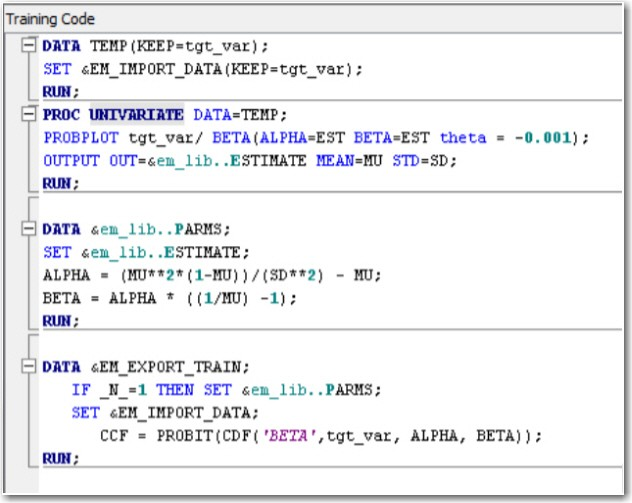 Training Code
DATA TEMP(KEEP=tgt_var);
SET &EM_IMPORT_DATA(KEEP=tgt_var);
RUN;
PROC UNIVARIATE DATA=TEMP;
PROBPLOT tgt_var/ BETA(ALPHA=EST BETA=EST theta = -0.001);
OUTPUT OUT=&em_lib..ESTIMATE MEAN=MU STD=SD;
RUN;
DATA &em_lib..PARMS;
SET &em_lib..ESTIMATE;
ALPHA = (MU**2*(1-MU))/(SD**2) - MU;
BETA = ALPHA * ((1/MU) -1);
RUN;
DATA &EM_EXPORT_TRAIN;
IF _N_=1 THEN SET &em_lib..PARMS;
SET &EM_IMPORT_DATA;
CCF = PROBIT(CDF('BETA',tgt_var, ALPHA, BETA));
RUN;